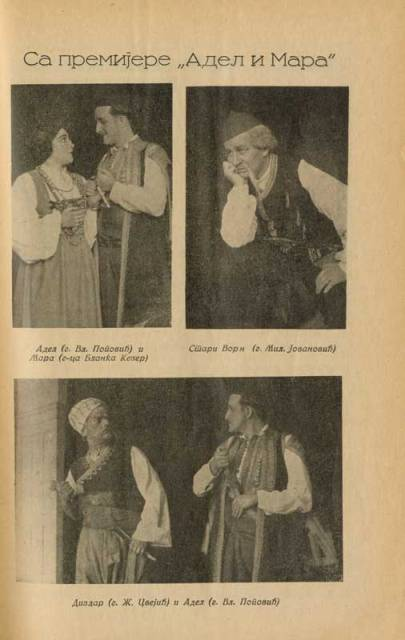 Са премијере „Адел и Мара“
Адел (г. Вл. Поповић) и
Мара (г-ца Бланка Кезер)
Стари Ворн (г. Мил. Јовановић)
Диздар (г. Ж. Цвејић) и Адел (г. Вл. Поповић)